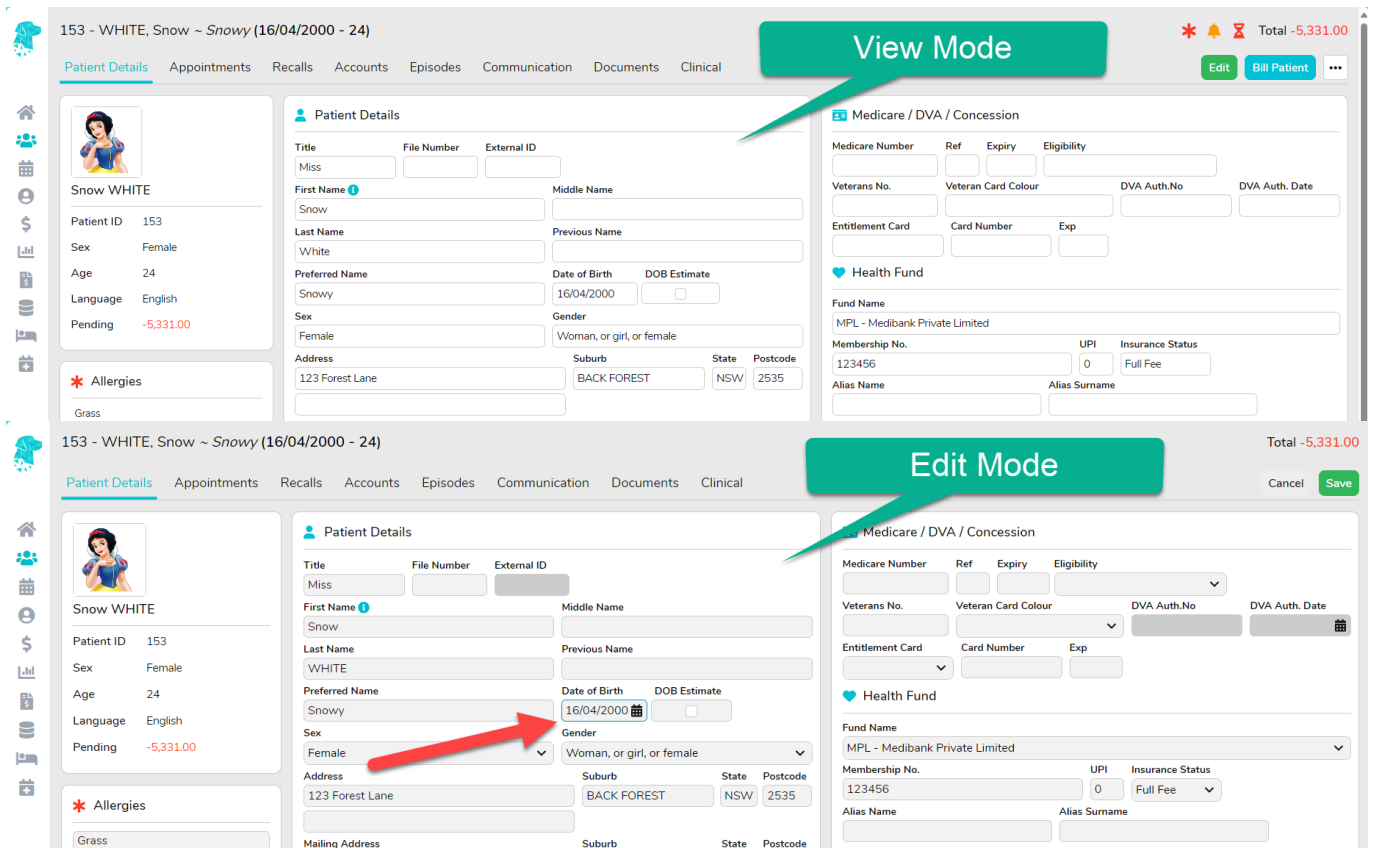 153 - WHITE, Snow ~ Snowy (16/04/2000 - 24)
Total -5,331.00
View Mode
Patient Details Appointments Recalls Accounts Episodes Communication Documents Clinical
Edit Bill Patient
Snow WHITE
Patient ID 153
Sex Female
Age 24
Language English
Pending -5,331.00
Allergies
Grass
Patient Details
Title File Number External ID
Miss
First Name Middle Name
Snow
Last Name Previous Name
White
Preferred Name Date of Birth DOB Estimate
Snowy 16/04/2000
Sex Gender
Female Woman, or girl, or female
Address Suburb State Postcode
123 Forest Lane BACK FOREST NSW 2535
Medicare / DVA / Concession
Medicare Number Ref Expiry Eligibility
Veterans No. Veteran Card Colour DVA Auth.No DVA Auth. Date
Entitlement Card Card Number Exp
Health Fund
Fund Name
MPL - Medibank Private Limited
Membership No. UPI Insurance Status
123456 0 Full Fee
Alias Name Alias Surname
153 - WHITE, Snow ~ Snowy (16/04/2000 - 24)
Total -5,331.00
Edit Mode
Patient Details Appointments Recalls Accounts Episodes Communication Documents Clinical
Cancel Save
Snow WHITE
Patient ID 153
Sex Female
Age 24
Language English
Pending -5,331.00
Allergies
Grass
Patient Details
Title File Number External ID
Miss
First Name Middle Name
Snow
Last Name Previous Name
WHITE
Preferred Name Date of Birth DOB Estimate
Snowy 16/04/2000
Sex Gender
Female Woman, or girl, or female
Address Suburb State Postcode
123 Forest Lane BACK FOREST NSW 2535
Mailing Address Suburb State Postcode
Medicare / DVA / Concession
Medicare Number Ref Expiry Eligibility
Veterans No. Veteran Card Colour DVA Auth.No DVA Auth. Date
Entitlement Card Card Number Exp
Health Fund
Fund Name
MPL - Medibank Private Limited
Membership No. UPI Insurance Status
123456 0 Full Fee
Alias Name Alias Surname